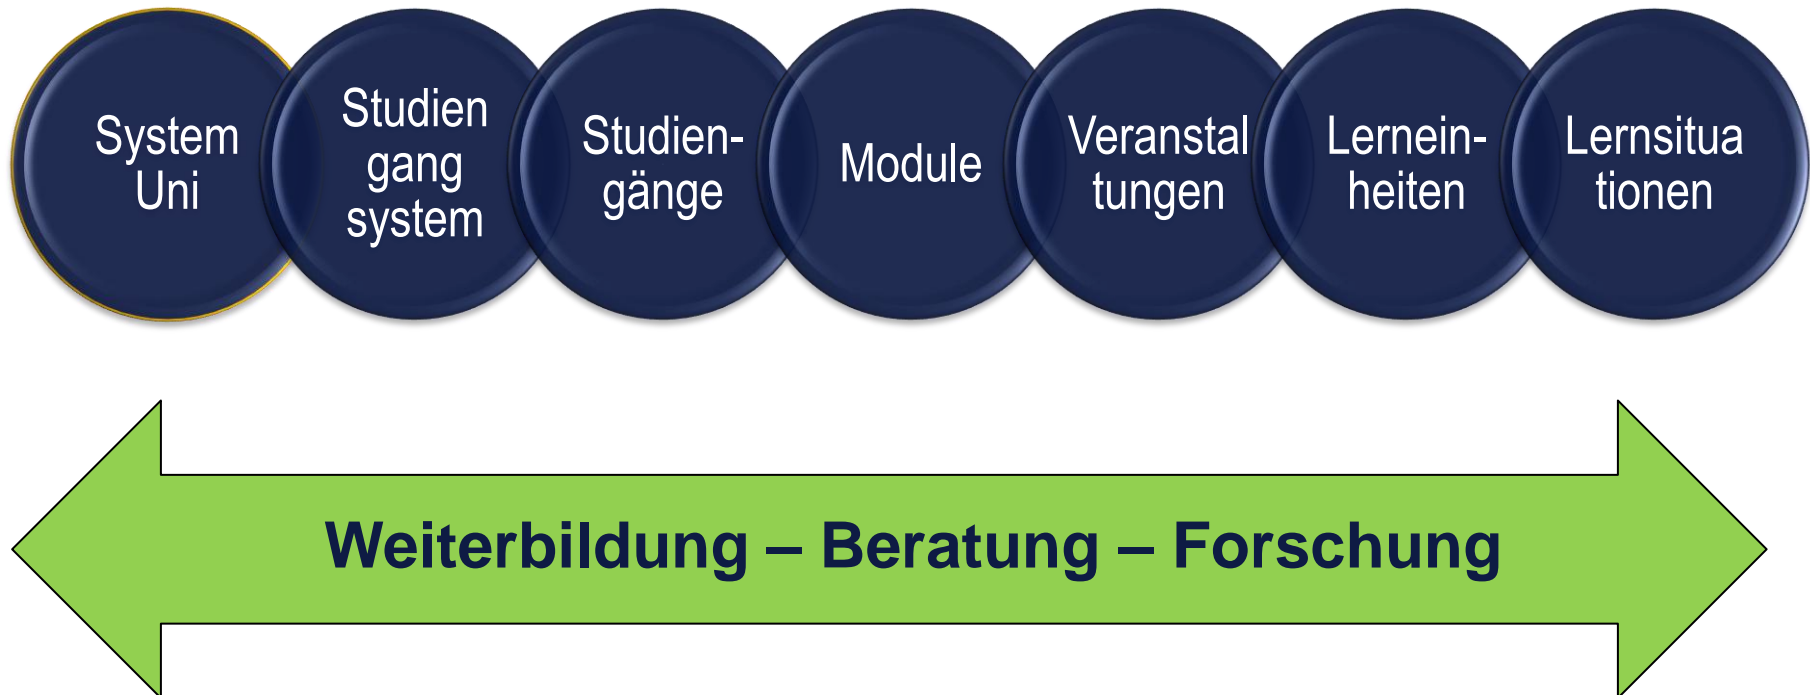 System
Uni
Studien
gang
system
Studien-
gänge
Module
Veranstal
tungen
Lernein-
heiten
Lernsitua
tionen
Weiterbildung – Beratung – Forschung